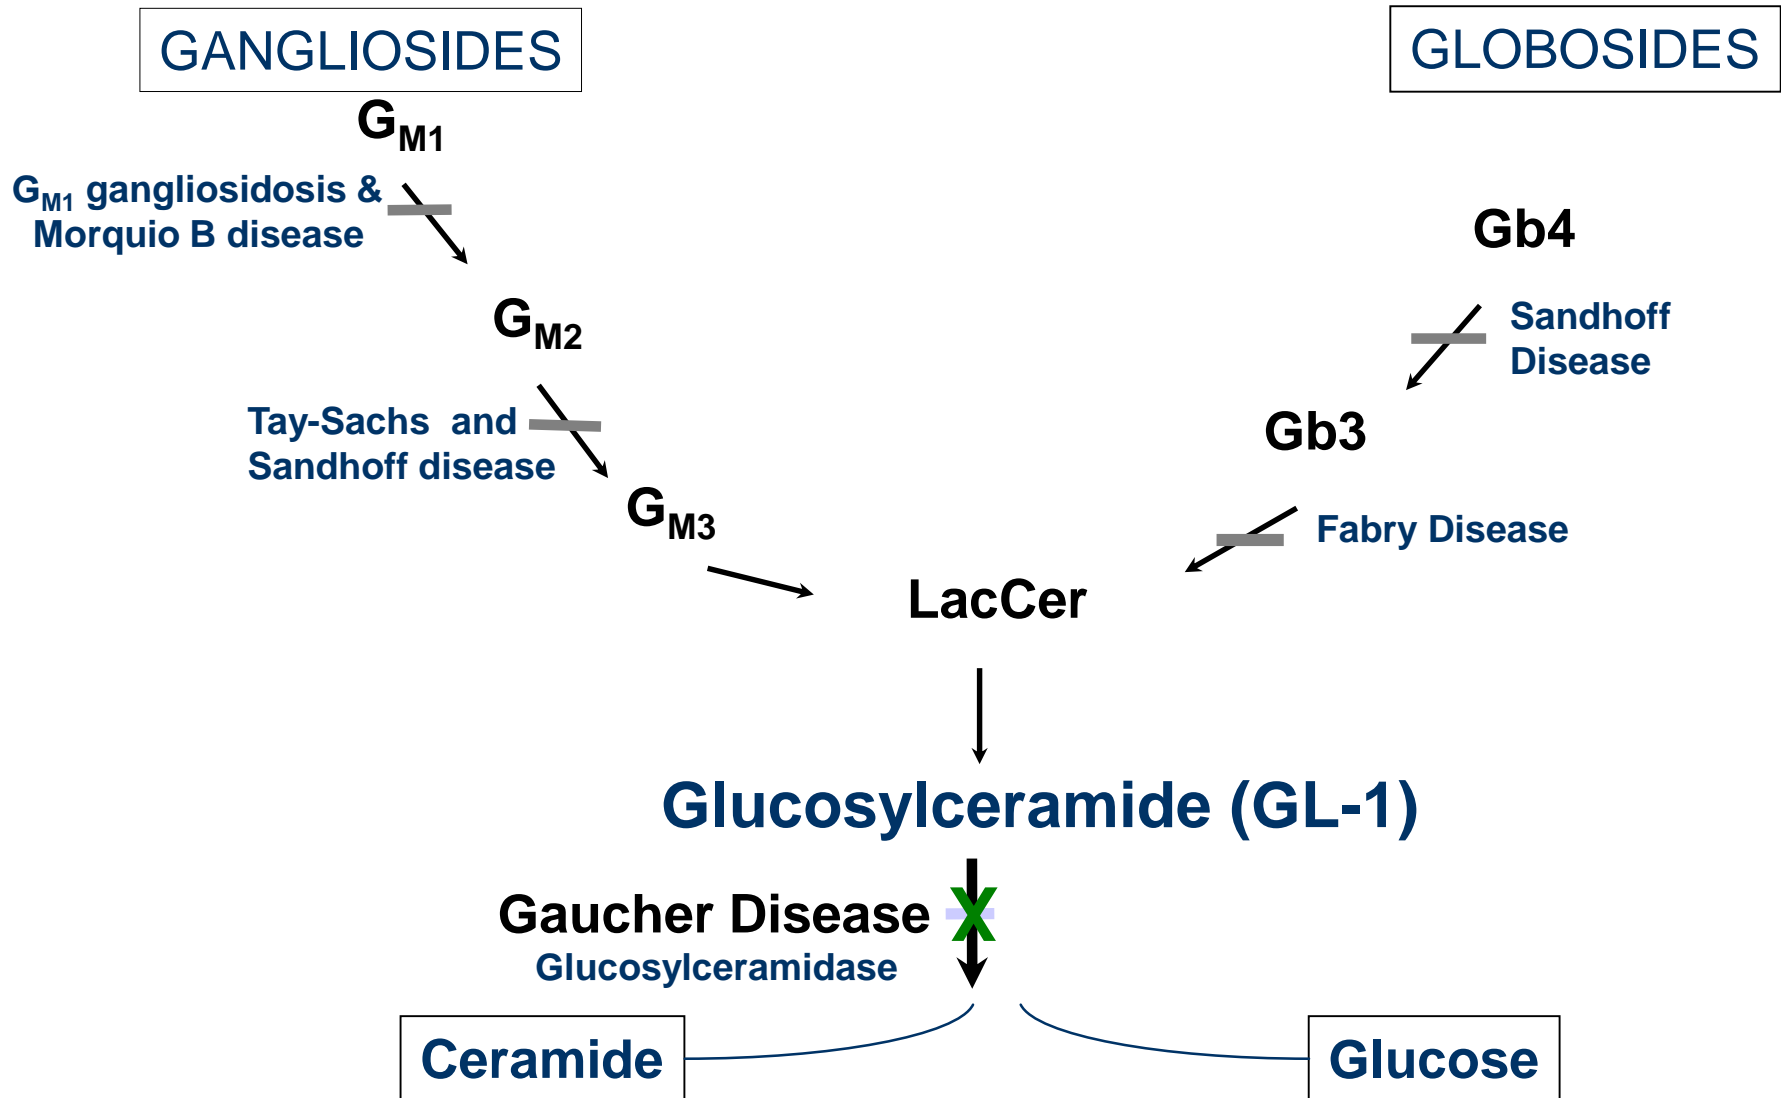 GANGLIOSIDES
GLOBOSIDES
GM1
GM1 gangliosidosis &
Morquio B disease
Gb4
GM2
Sandhoff
Disease
Tay-Sachs and
Sandhoff disease
Gb3
GM3
Fabry Disease
LacCer
Glucosylceramide (GL-1)
Gaucher Disease
X
Glucosylceramidase
Ceramide
Glucose